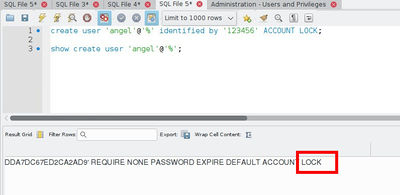 SQL File 5* SQL File 3* SQL File 4* SQL File 5* Administration - Users and Privileges
Limit to 1000 rows
1 create user 'angel'@'%' identified by '123456' ACCOUNT LOCK;
2
3 show create user 'angel'@'%';
Result Grid Filter Rows: Export: Wrap Cell Content:
DDA7DC67ED2CA2AD9' REQUIRE NONE PASSWORD EXPIRE DEFAULT ACCOUNT LOCK